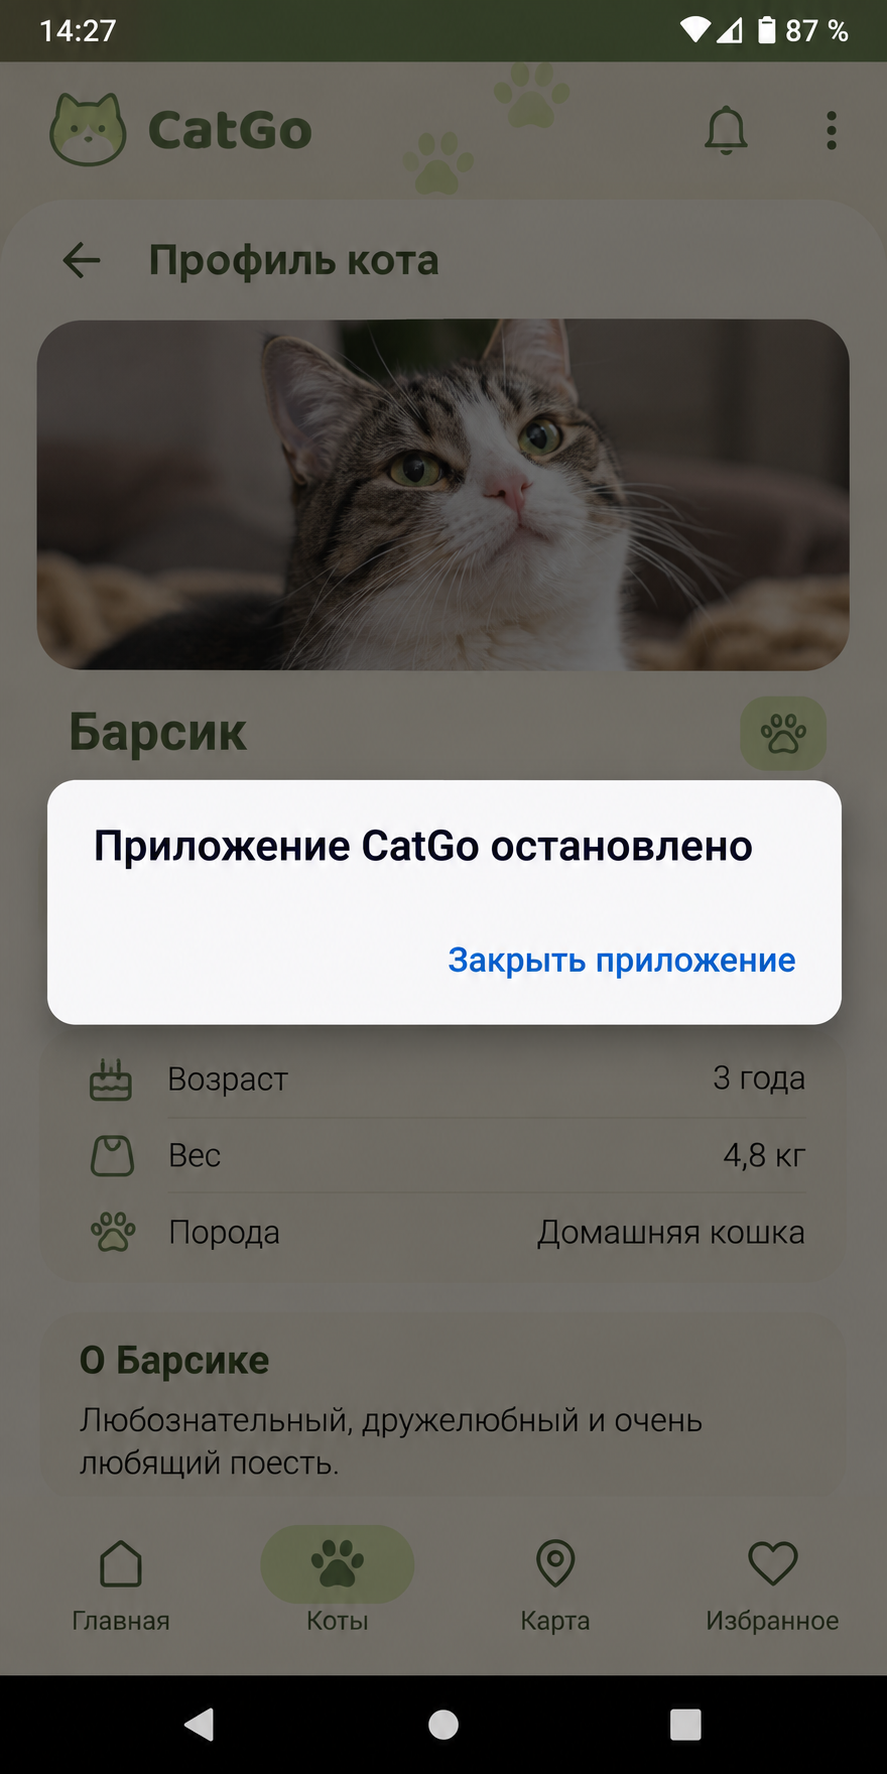 14:27
87 %
CatGo
Профиль кота
Барсик
Приложение CatGo остановлено
Закрыть приложение
Возраст 3 года
Вес 4,8 кг
Порода Домашняя кошка
О Барсике
Любознательный, дружелюбный и очень
любящий поесть.
Главная Коты Карта Избранное